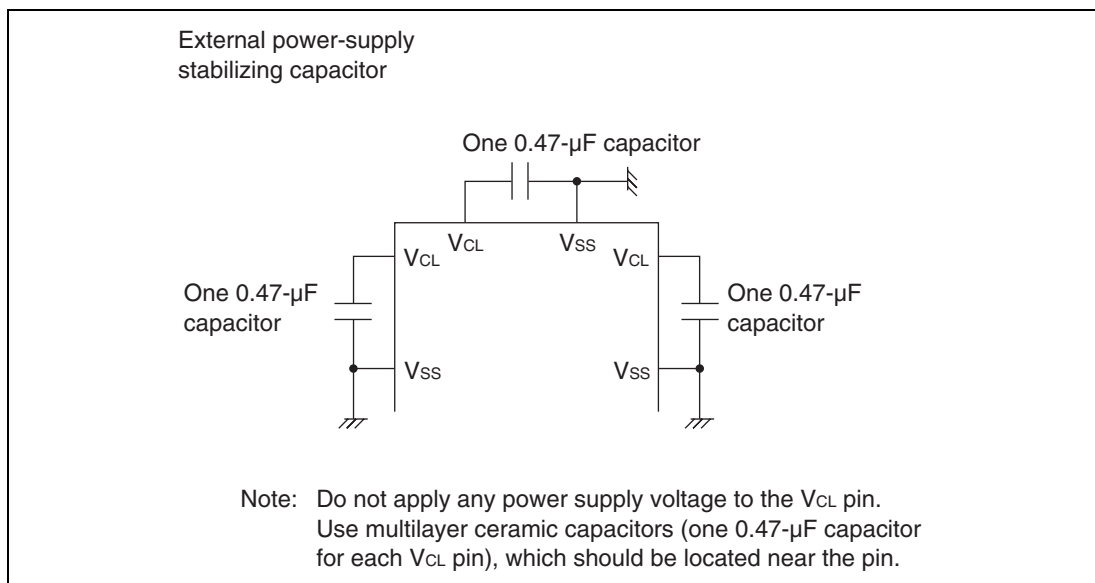 External power-supply
stabilizing capacitor
One 0.47-µF capacitor
VCL
VSS
VCL
VCL
One 0.47-µF
capacitor
One 0.47-µF
capacitor
VSS
VSS
Note: Do not apply any power supply voltage to the VCL pin.
Use multilayer ceramic capacitors (one 0.47-µF capacitor
for each VCL pin), which should be located near the pin.